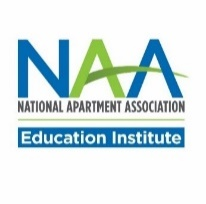 NAA
NATIONAL APARTMENT ASSOCIATION
Education Institute